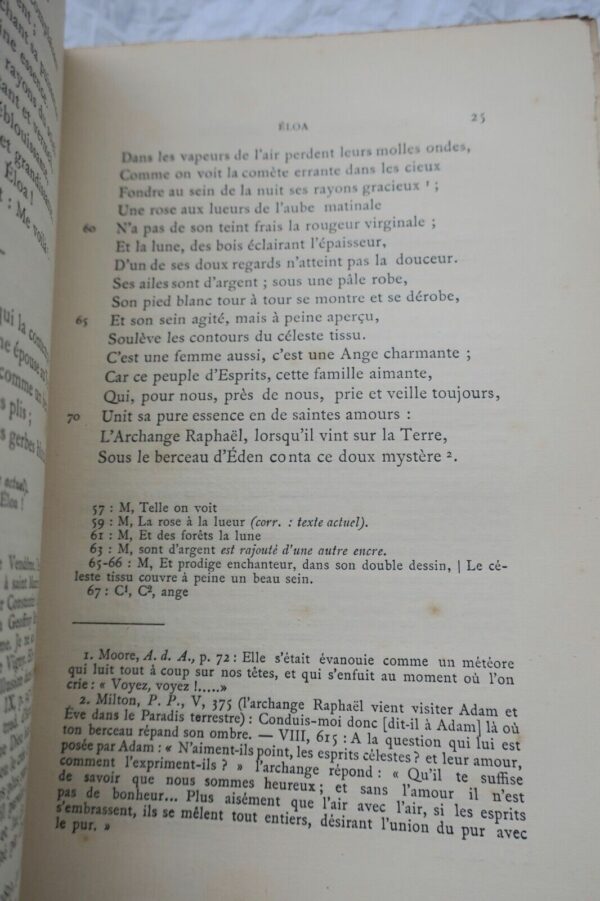 ÉLOA 25
Dans les vapeurs de l'air perdent leurs molles ondes,
Comme on voit la comète errante dans les cieux
Fondre au sein de la nuit ses rayons gracieux ¹ ;
Une rose aux lueurs de l'aube matinale
60 N'a pas de son teint frais la rougeur virginale ;
Et la lune, des bois éclairant l'épaisseur,
D'un de ses doux regards n'atteint pas la douceur.
Ses ailes sont d'argent ; sous une pâle robe,
Son pied blanc tour à tour se montre et se dérobe,
65 Et son sein agité, mais à peine aperçu,
Soulève les contours du céleste tissu.
C'est une femme aussi, c'est une Ange charmante ;
Car ce peuple d'Esprits, cette famille aimante,
Qui, pour nous, près de nous, prie et veille toujours,
70 Unit sa pure essence en de saintes amours :
L'Archange Raphaël, lorsqu'il vint sur la Terre,
Sous le berceau d'Éden conta ce doux mystère ².
57 : M, Telle on voit
59 : M, La rose à la lueur (corr. : texte actuel).
61 : M, Et des forêts la lune
63 : M, sont d'argent est rajouté d'une autre encre.
65-66 : M, Et prodige enchanteur, dans son double dessin, | Le cé-
leste tissu couvre à peine un beau sein.
67 : C¹, C², ange
1. Moore, A. d. A., p. 72 : Elle s'était évanouie comme un météore
qui luit tout à coup sur nos têtes, et qui s'enfuit au moment où l'on
crie : « Voyez, voyez !.....»
2. Milton, P. P., V, 375 (l'archange Raphaël vient visiter Adam et
Ève dans le Paradis terrestre) : Conduis-moi donc [dit-il à Adam] là où
ton berceau répand son ombre. — VIII, 615 : A la question qui lui est
posée par Adam : « N'aiment-ils point, les esprits célestes ? et leur amour,
comment l'expriment-ils ? » l'archange répond : « Qu'il te suffise
de savoir que nous sommes heureux ; et sans l'amour il n'est
pas de bonheur... Plus aisément que l'air avec l'air, si les esprits
s'embrassent, ils se mêlent tout entiers, désirant l'union du pur avec
le pur. »